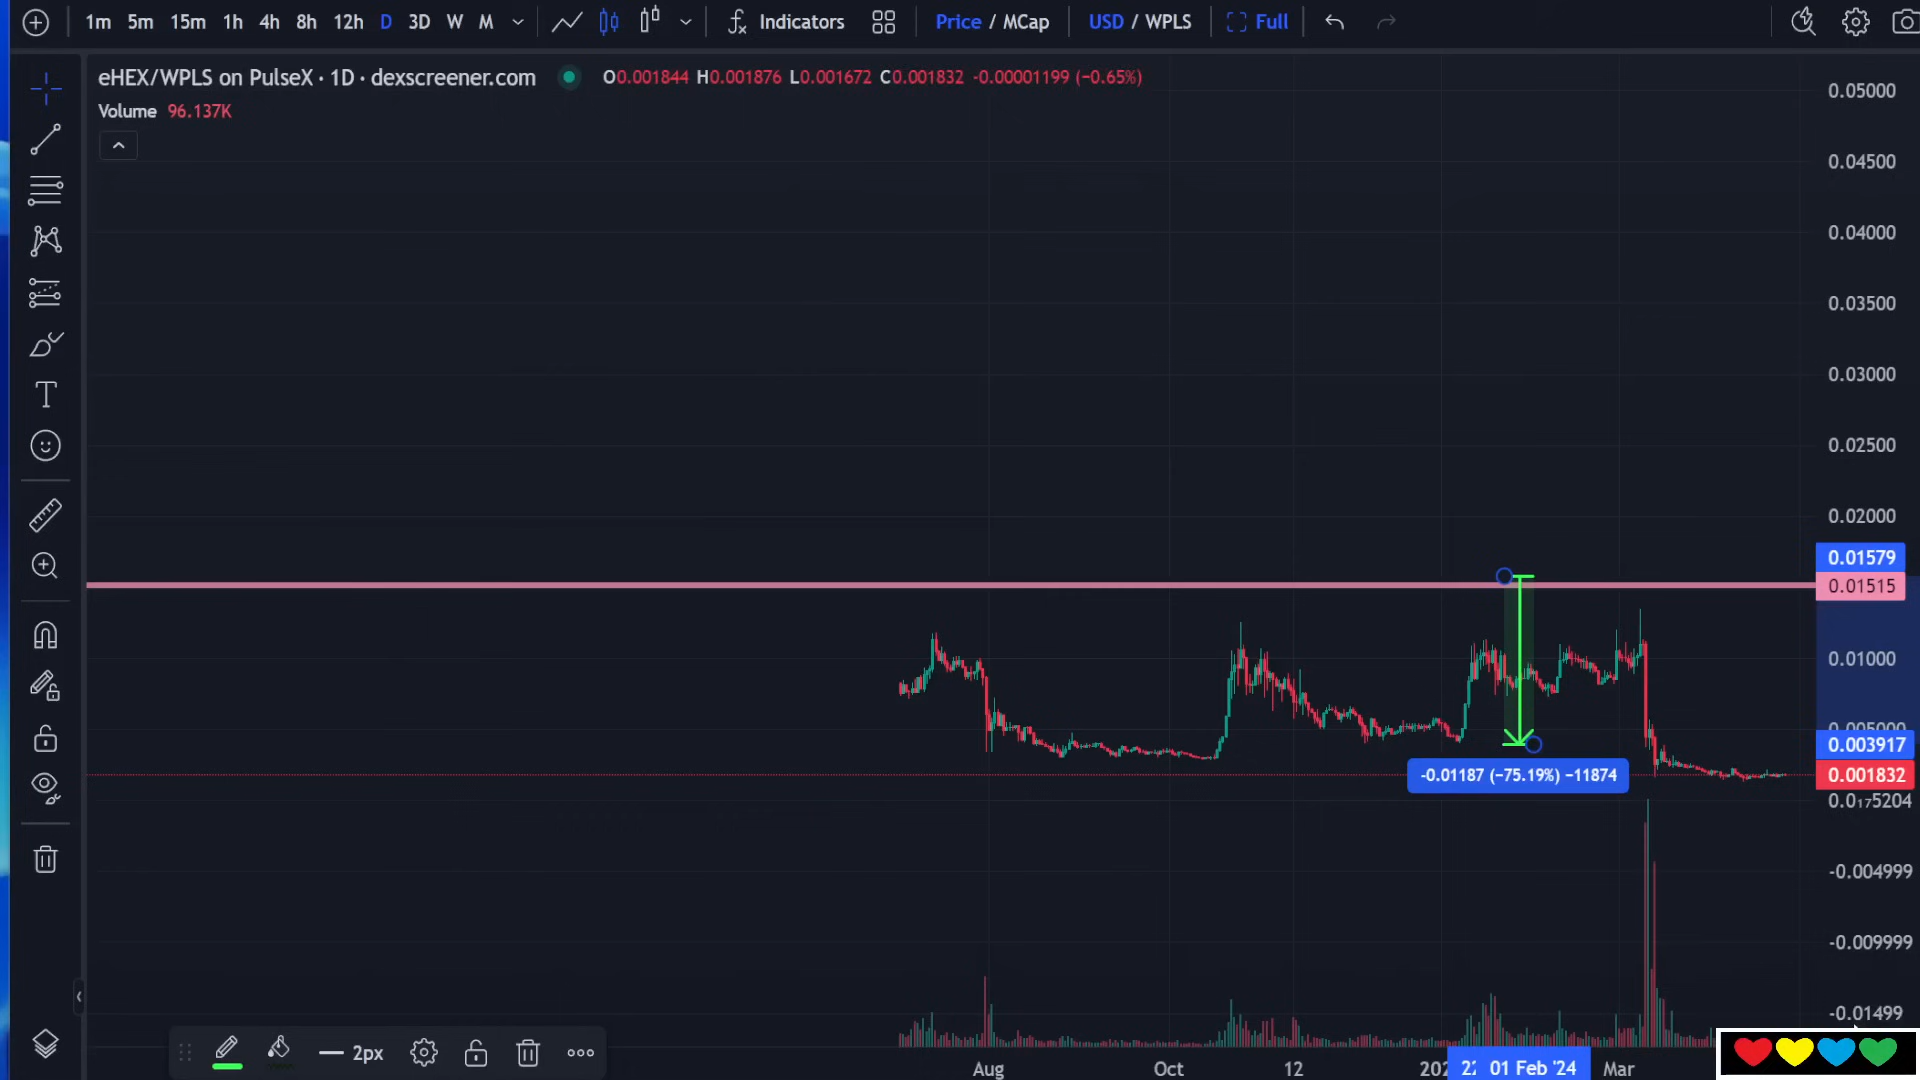 1m 5m 15m 1h 4h 8h 12h D 3D W M Indicators Price / MCap USD / WPLS Full
eHEX/WPLS on PulseX · 1D · dexscreener.com O0.001844 H0.001876 L0.001672 C0.001832 -0.00001199 (−0.65%)
Volume 96.137K
0.05000
0.04500
0.04000
0.03500
0.03000
0.02500
0.02000
0.01579
0.01515
0.01000
0.003917
-0.01187 (−75.19%) −11874
0.001832
0.0₁₇5204
-0.004999
-0.009999
-0.01499
2px
Aug Oct 12 01 Feb '24 Mar